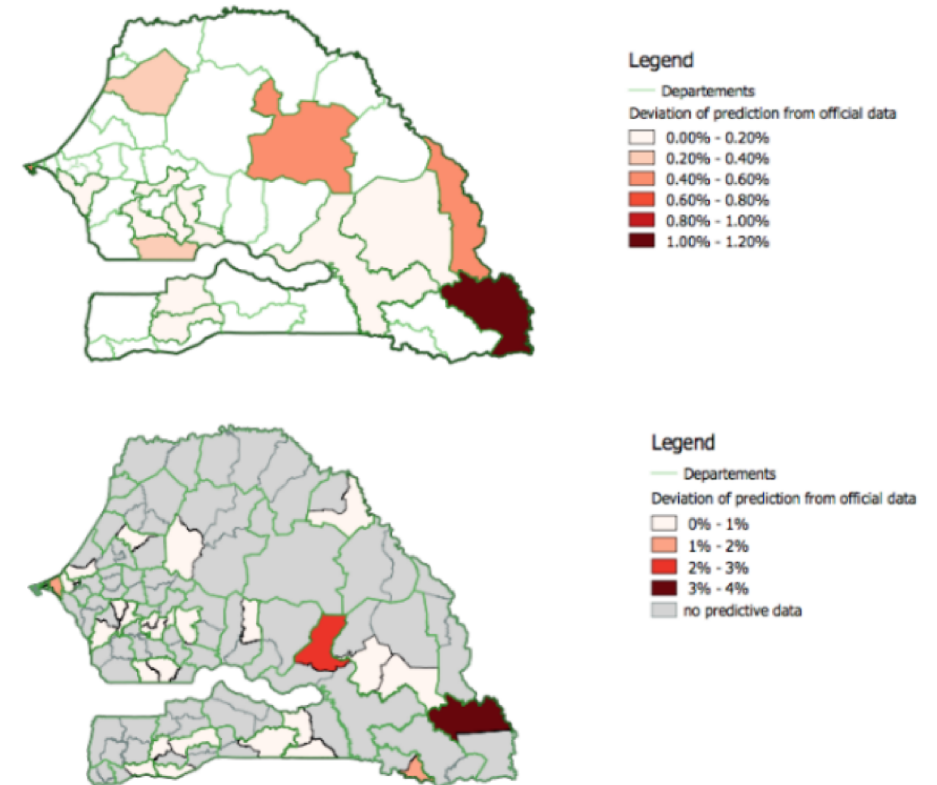 Legend
Departements
Deviation of prediction from official data
0.00% - 0.20%
0.20% - 0.40%
0.40% - 0.60%
0.60% - 0.80%
0.80% - 1.00%
1.00% - 1.20%
Legend
Departements
Deviation of prediction from official data
0% - 1%
1% - 2%
2% - 3%
3% - 4%
no predictive data